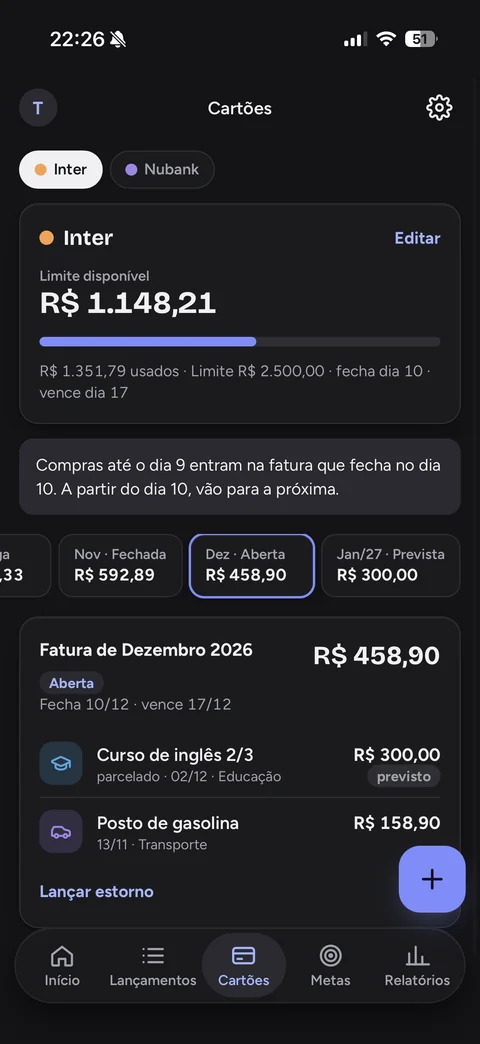 22:26
51
T
Cartões
Inter
Nubank
Inter
Editar
Limite disponível
R$ 1.148,21
R$ 1.351,79 usados · Limite R$ 2.500,00 · fecha dia 10 ·
vence dia 17
Compras até o dia 9 entram na fatura que fecha no dia
10. A partir do dia 10, vão para a próxima.
ga
,33
Nov · Fechada
R$ 592,89
Dez · Aberta
R$ 458,90
Jan/27 · Prevista
R$ 300,00
Fatura de Dezembro 2026
R$ 458,90
Aberta
Fecha 10/12 · vence 17/12
Curso de inglês 2/3
R$ 300,00
parcelado · 02/12 · Educação
previsto
Posto de gasolina
R$ 158,90
13/11 · Transporte
Lançar estorno
Início
Lançamentos
Cartões
Metas
Relatórios